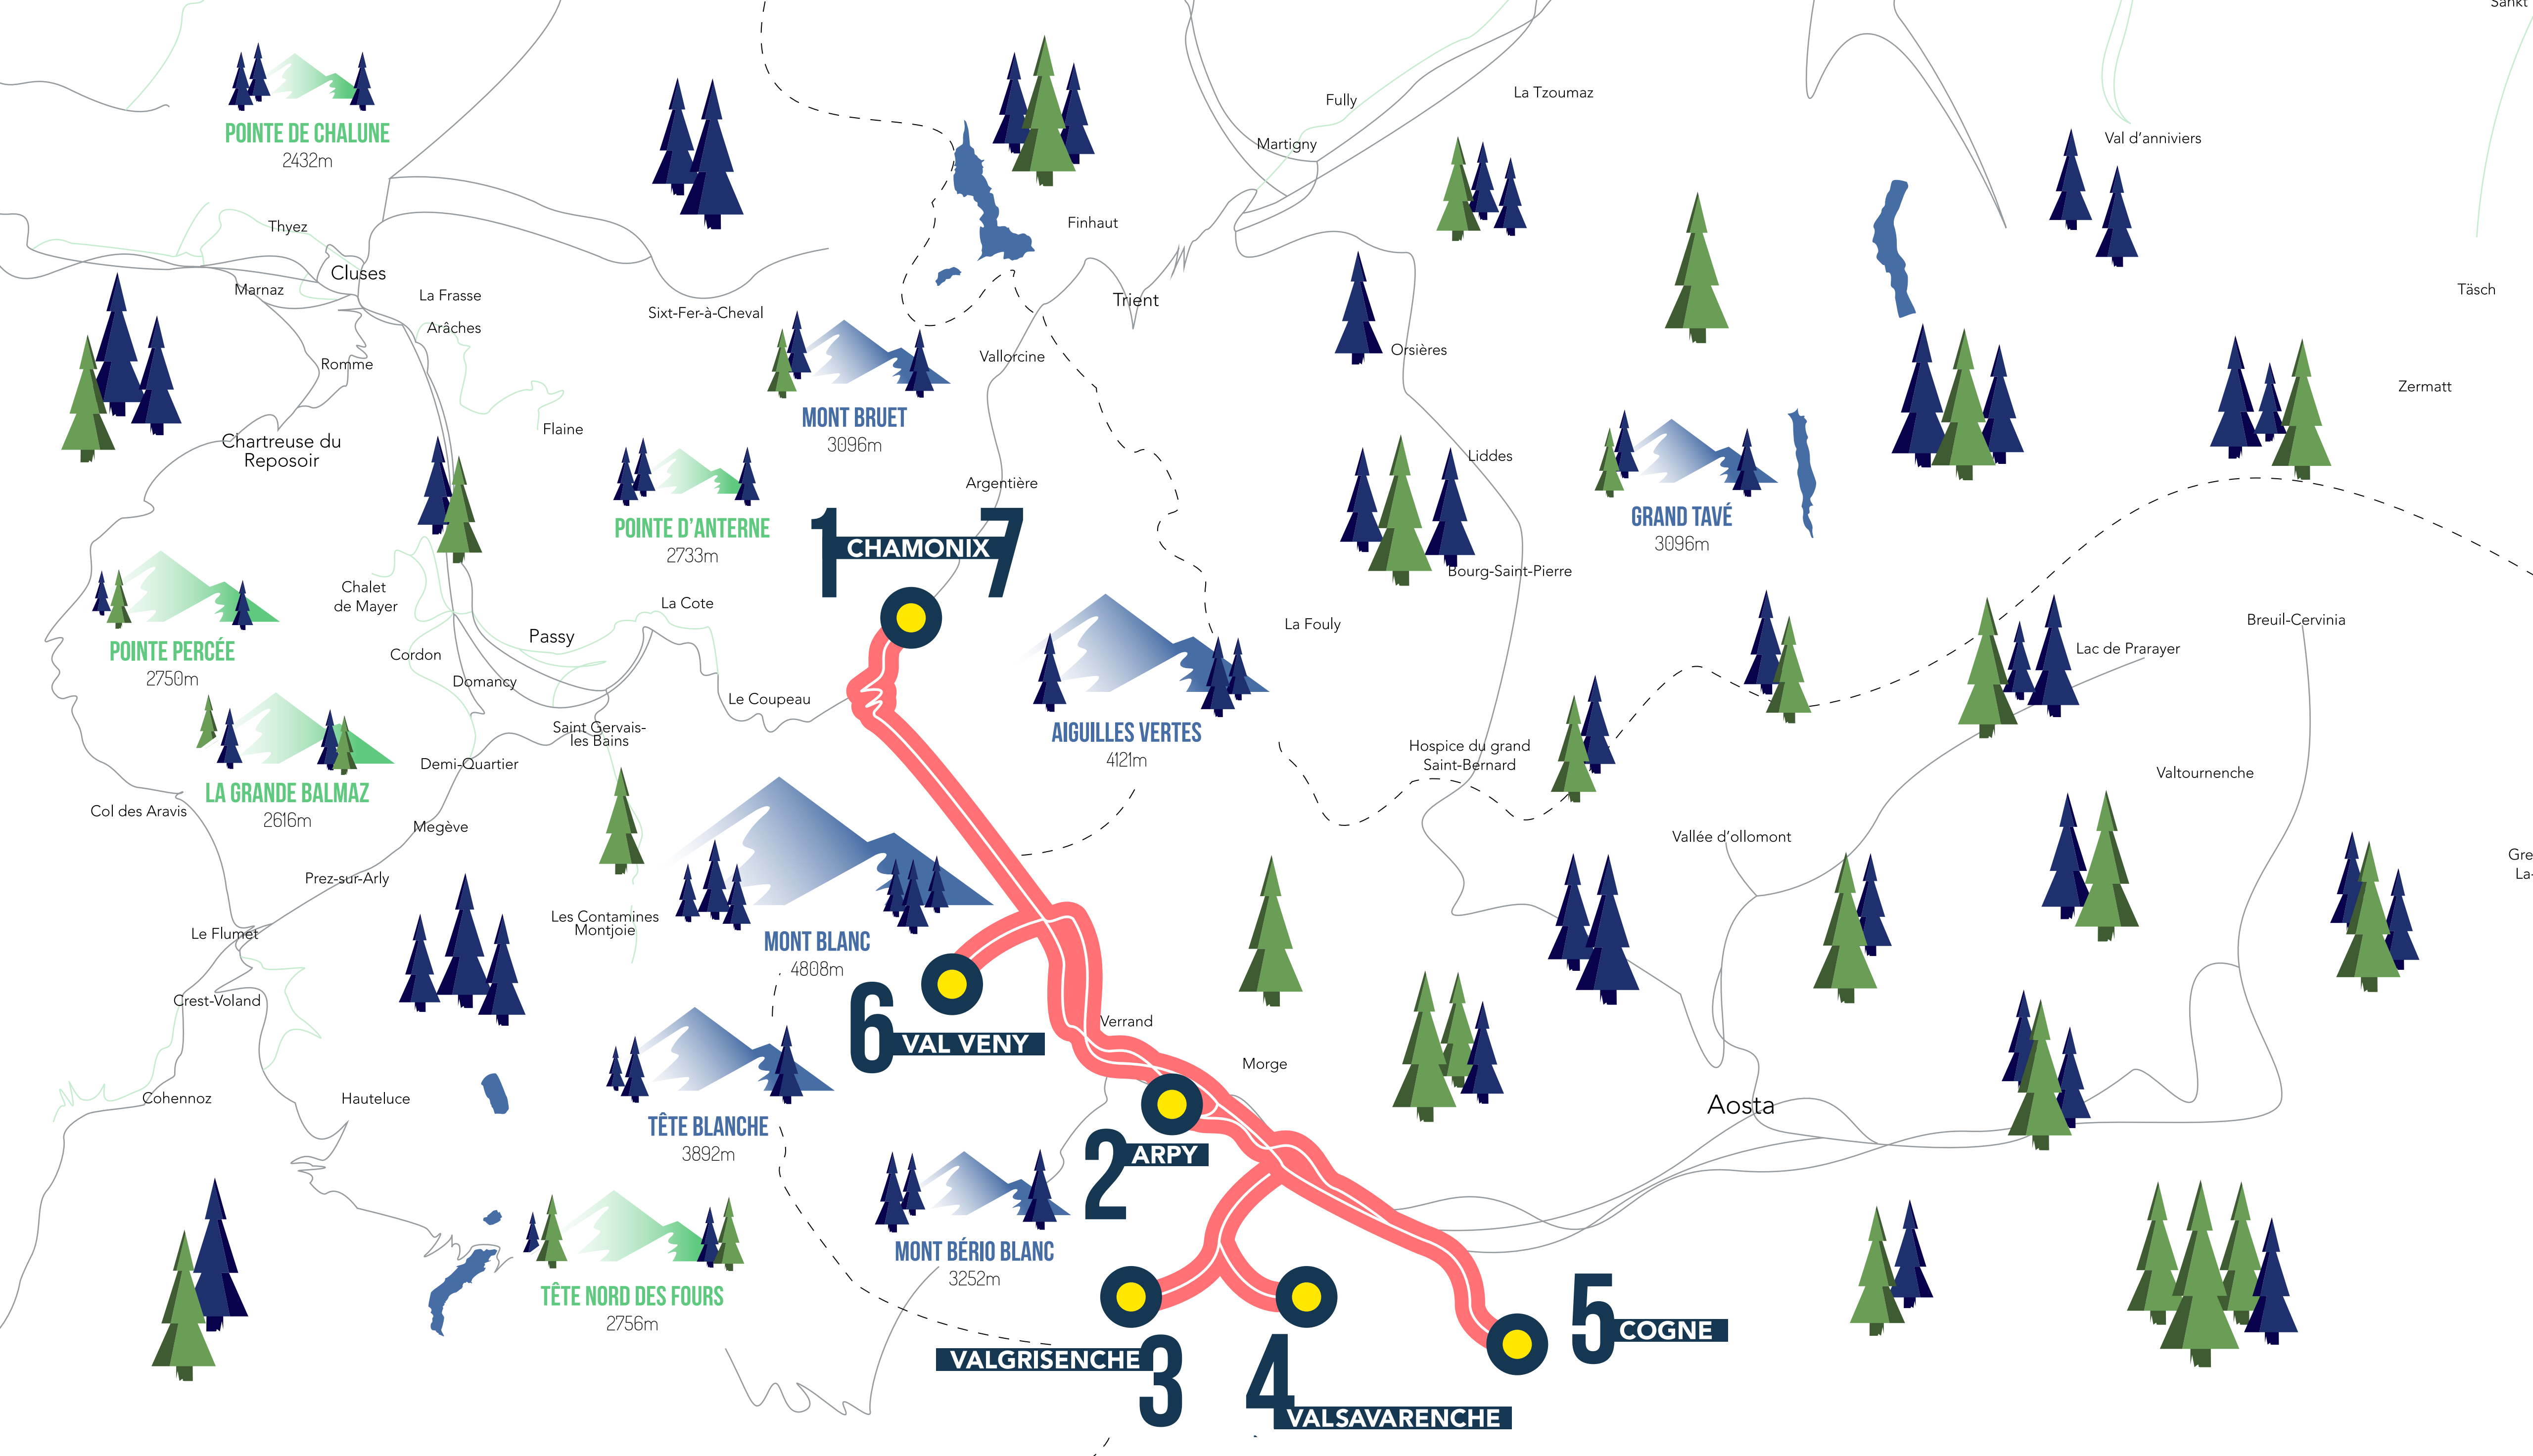 Sankt
POINTE DE CHALUNE
2432m
Fully
La Tzoumaz
Martigny
Val d'anniviers
Thyez
Finhaut
Cluses
Marnaz
La Frasse
Arâches
Sixt-Fer-à-Cheval
Trient
Täsch
Romme
Vallorcine
Orsières
Zermatt
MONT BRUET
3096m
Chartreuse du
Reposoir
Flaine
Argentière
Liddes
POINTE D'ANTERNE
2733m
GRAND TAVÉ
3096m
1 CHAMONIX 7
Bourg-Saint-Pierre
Chalet
de Mayer
La Cote
La Fouly
Breuil-Cervinia
Passy
Cordon
POINTE PERCÉE
2750m
Lac de Prarayer
Domancy
Le Coupeau
Saint Gervais-
les Bains
AIGUILLES VERTES
4121m
Hospice du grand
Saint-Bernard
Demi-Quartier
Valtournenche
LA GRANDE BALMAZ
2616m
Col des Aravis
Megève
Vallée d'ollomont
Gre
La-
Prez-sur-Arly
Les Contamines
Montjoie
Le Flumet
MONT BLANC
4808m
Crest-Voland
6 VAL VENY
Verrand
Morge
Cohennoz
Hauteluce
Aosta
TÊTE BLANCHE
3892m
2 ARPY
MONT BÉRIO BLANC
3252m
TÊTE NORD DES FOURS
2756m
5 COGNE
VALGRISENCHE 3
4 VALSAVARENCHE